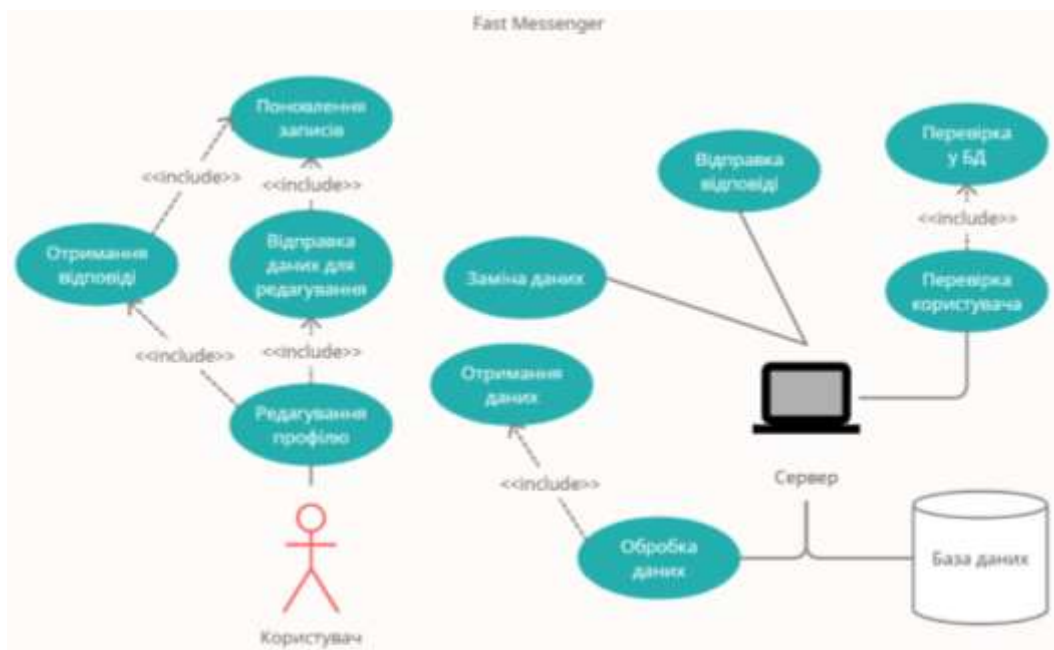 Fast Messenger
Поновлення
записів
<<include>>
<<include>>
Отримання
відповіді
Відправка
даних для
редагування
<<include>>
<<include>>
Редагування
профілю
Користувач
Відправка
відповіді
Заміна даних
Отримання
даних
<<include>>
Обробка
даних
Перевірка
у БД
<<include>>
Перевірка
користувача
Сервер
База даних